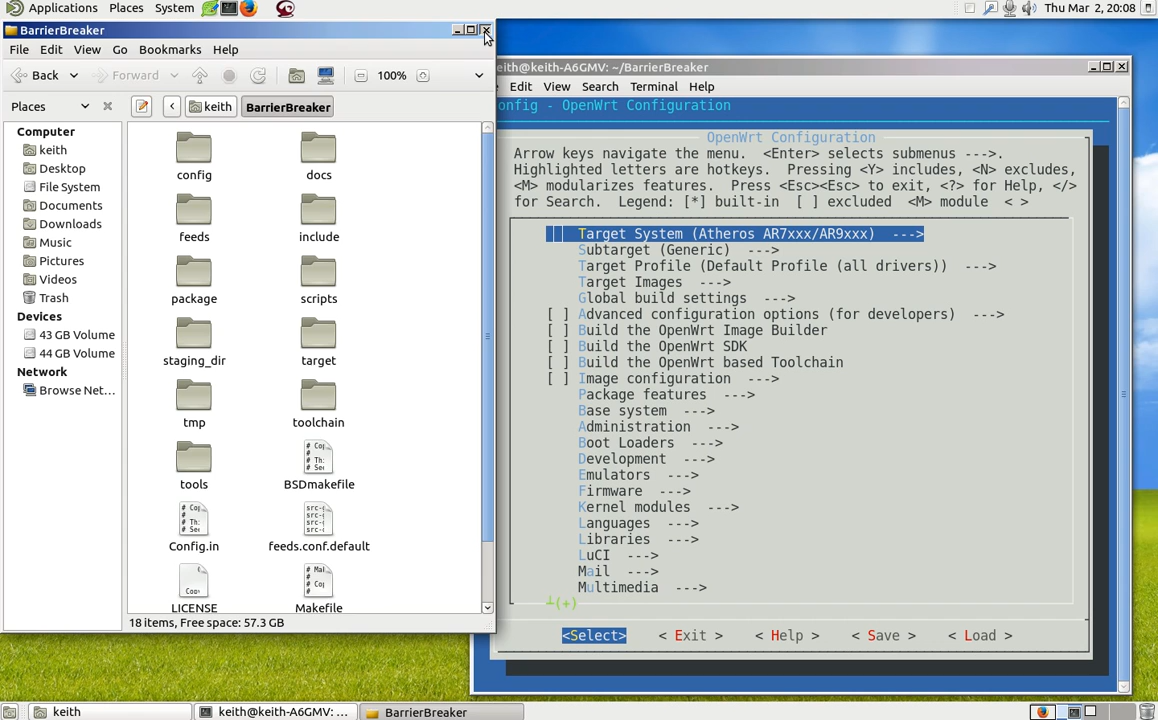 Applications Places System
Thu Mar 2, 20:08
BarrierBreaker
File Edit View Go Bookmarks Help
Back Forward 100%
Places < keith BarrierBreaker
Computer
keith
Desktop
File System
Documents
Downloads
Music
Pictures
Videos
Trash
Devices
43 GB Volume
44 GB Volume
Network
Browse Net...
config docs
feeds include
package scripts
staging_dir target
tmp toolchain
tools BSDmakefile
Config.in feeds.conf.default
LICENSE Makefile
18 items, Free space: 57.3 GB
eith@keith-A6GMV: ~/BarrierBreaker
Edit View Search Terminal Help
onfig - OpenWrt Configuration
OpenWrt Configuration
Arrow keys navigate the menu. <Enter> selects submenus --->.
Highlighted letters are hotkeys. Pressing <Y> includes, <N> excludes,
<M> modularizes features. Press <Esc><Esc> to exit, <?> for Help, </>
for Search. Legend: [*] built-in [ ] excluded <M> module < >
Target System (Atheros AR7xxx/AR9xxx) --->
Subtarget (Generic) --->
Target Profile (Default Profile (all drivers)) --->
Target Images --->
Global build settings --->
[ ] Advanced configuration options (for developers) --->
[ ] Build the OpenWrt Image Builder
[ ] Build the OpenWrt SDK
[ ] Build the OpenWrt based Toolchain
[ ] Image configuration --->
Package features --->
Base system --->
Administration --->
Boot Loaders --->
Development --->
Emulators --->
Firmware --->
Kernel modules --->
Languages --->
Libraries --->
LuCI --->
Mail --->
Multimedia --->
┴(+)
<Select> < Exit > < Help > < Save > < Load >
keith keith@keith-A6GMV: ... BarrierBreaker